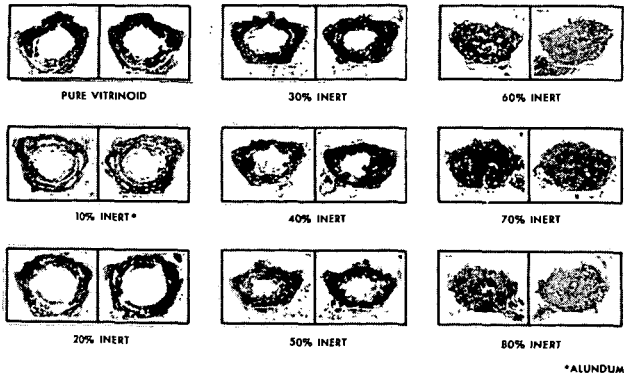 PURE VITRINOID
30% INERT
60% INERT
10% INERT*
40% INERT
70% INERT
20% INERT
50% INERT
80% INERT
*ALUNDUM